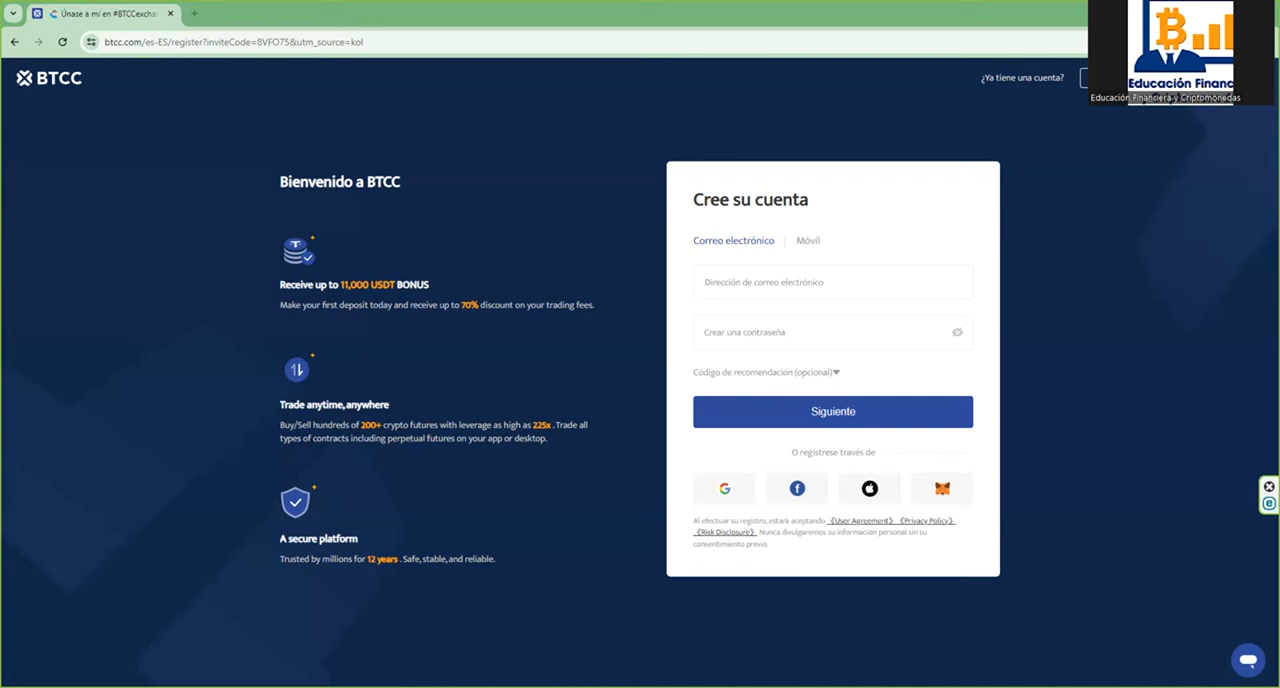 Únase a mí en #BTCCexcha
btcc.com/es-ES/register?inviteCode=8VFO75&utm_source=kol
BTCC
¿Ya tiene una cuenta?
Educación Financ
Educación Financiera y Criptomonedas
Bienvenido a BTCC
Receive up to 11,000 USDT BONUS
Make your first deposit today and receive up to 70% discount on your trading fees.
Trade anytime, anywhere
Buy/Sell hundreds of 200+ crypto futures with leverage as high as 225x . Trade all
types of contracts including perpetual futures on your app or desktop.
A secure platform
Trusted by millions for 12 years . Safe, stable, and reliable.
Cree su cuenta
Correo electrónico | Móvil
Dirección de correo electrónico
Crear una contraseña
Código de recomendación (opcional)
Siguiente
O regístrese través de
Al efectuar su registro, estará aceptando 《User Agreement》 《Privacy Policy》
《Risk Disclosure》 Nunca divulgaremos su información personal sin su
consentimiento previo.